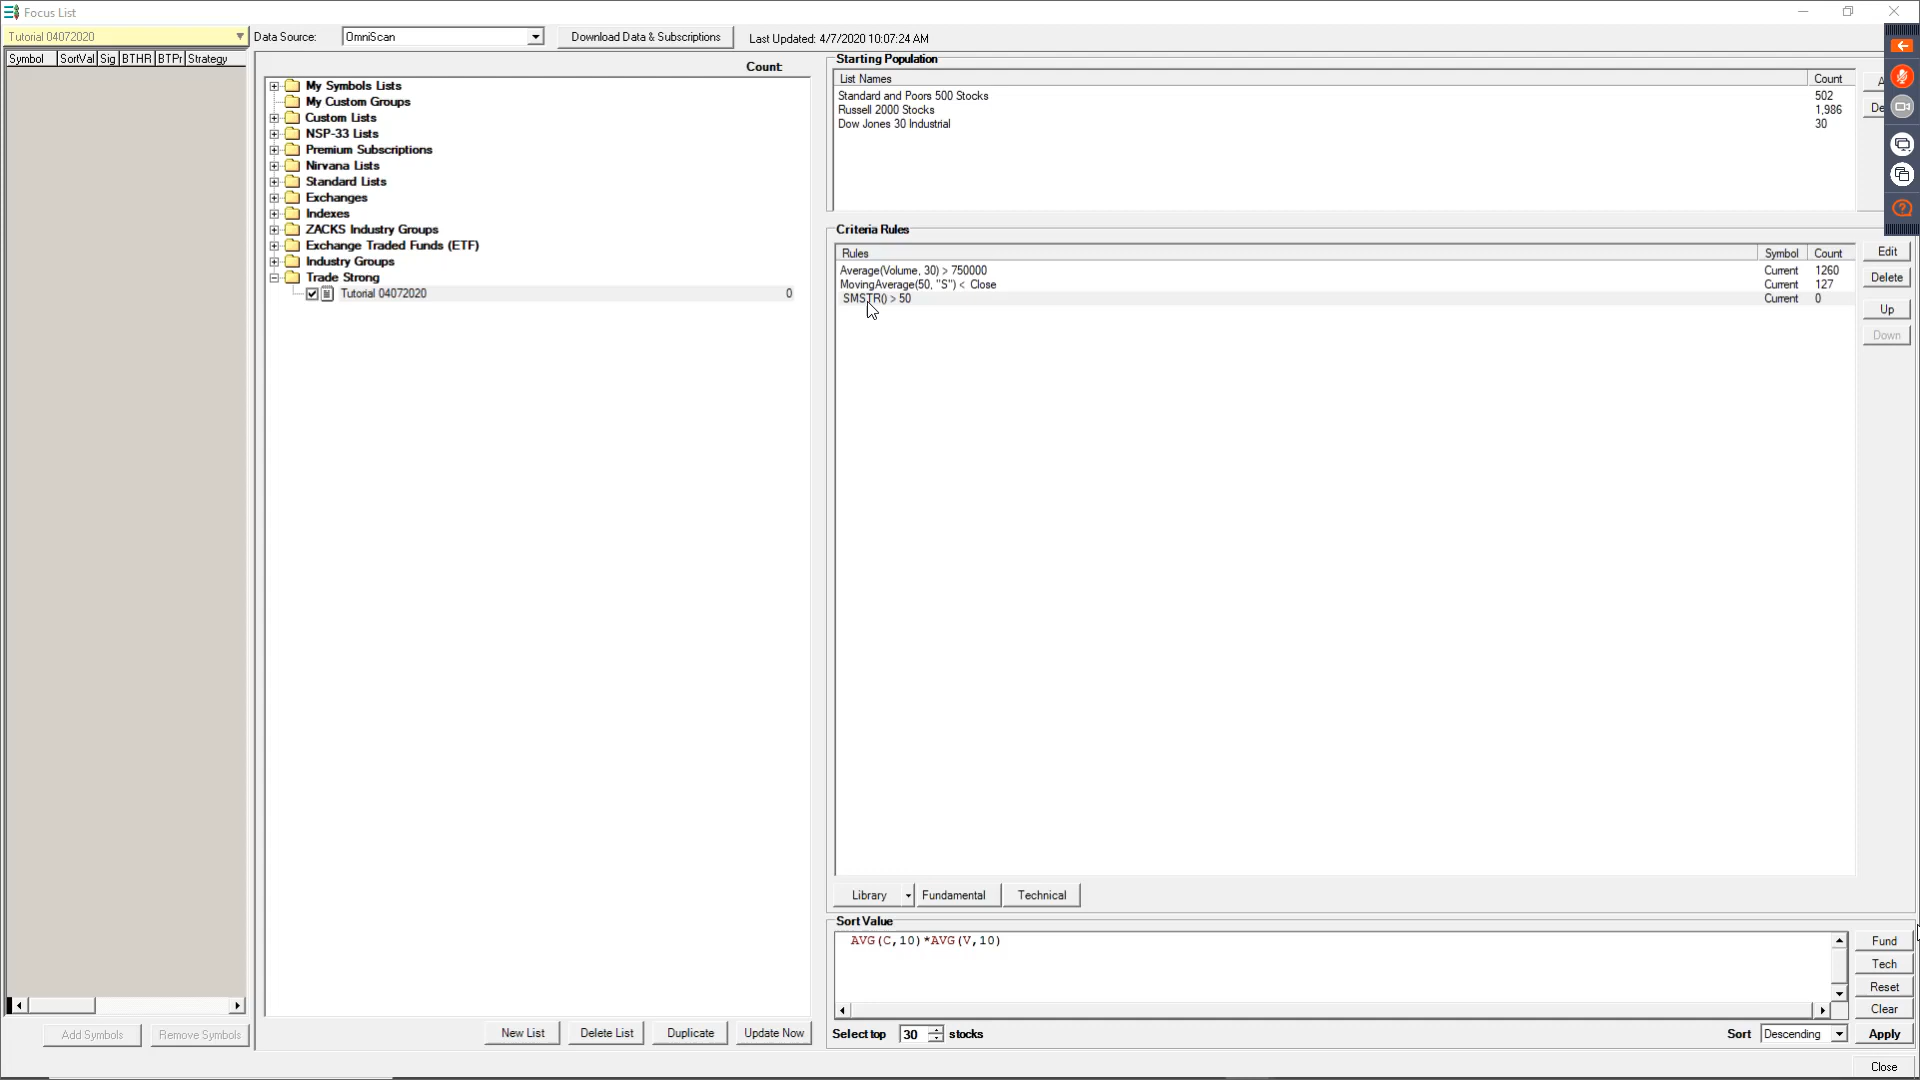 Focus List
Tutorial 04072020
Data Source:
OmniScan
Download Data & Subscriptions
Last Updated: 4/7/2020 10:07:24 AM
Symbol SortVal Sig BTHR BTPr Strategy
Count:
My Symbols Lists
My Custom Groups
Custom Lists
NSP-33 Lists
Premium Subscriptions
Nirvana Lists
Standard Lists
Exchanges
Indexes
ZACKS Industry Groups
Exchange Traded Funds (ETF)
Industry Groups
Trade Strong
Tutorial 04072020 0
Starting Population
List Names Count
Standard and Poors 500 Stocks 502
Russell 2000 Stocks 1,986
Dow Jones 30 Industrial 30
De
Criteria Rules
Rules Symbol Count
Average(Volume, 30) > 750000 Current 1260
MovingAverage(50, "S") < Close Current 127
SMSTR() > 50 Current 0
Edit
Delete
Up
Down
Library Fundamental Technical
Sort Value
AVG(C,10)*AVG(V,10)
Fund
Tech
Reset
Clear
Add Symbols Remove Symbols
New List Delete List Duplicate Update Now
Select top 30 stocks
Sort Descending Apply
Close